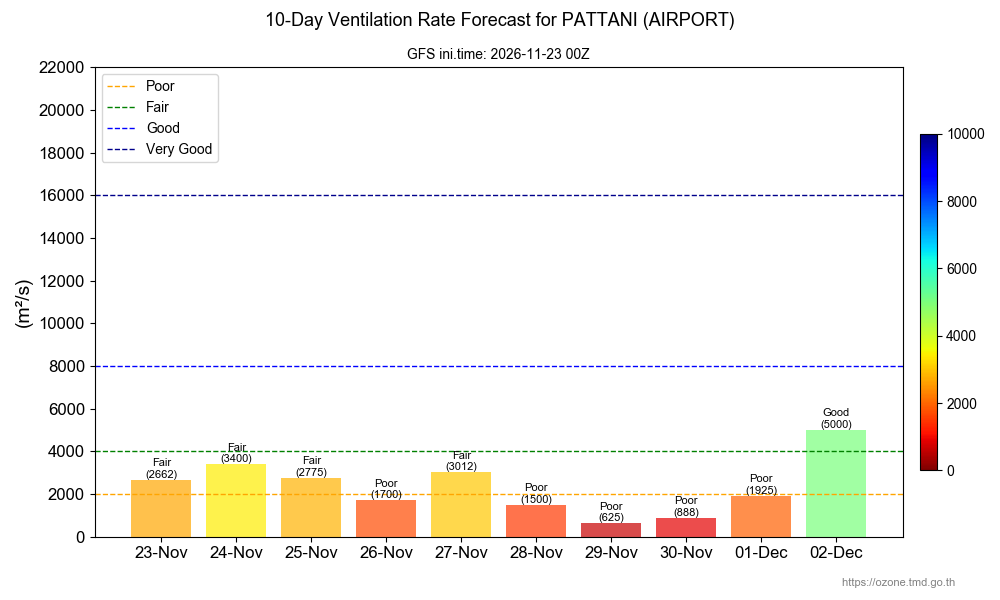 10-Day Ventilation Rate Forecast for PATTANI (AIRPORT)
GFS ini.time: 2026-11-23 00Z
22000
20000
18000
16000
14000
12000
10000
8000
6000
4000
2000
0
(m²/s)
Poor
Fair
Good
Very Good
Fair
(2662)
Fair
(3400)
Fair
(2775)
Poor
(1700)
Fair
(3012)
Poor
(1500)
Poor
(625)
Poor
(888)
Poor
(1925)
Good
(5000)
23-Nov
24-Nov
25-Nov
26-Nov
27-Nov
28-Nov
29-Nov
30-Nov
01-Dec
02-Dec
10000
8000
6000
4000
2000
0
https://ozone.tmd.go.th